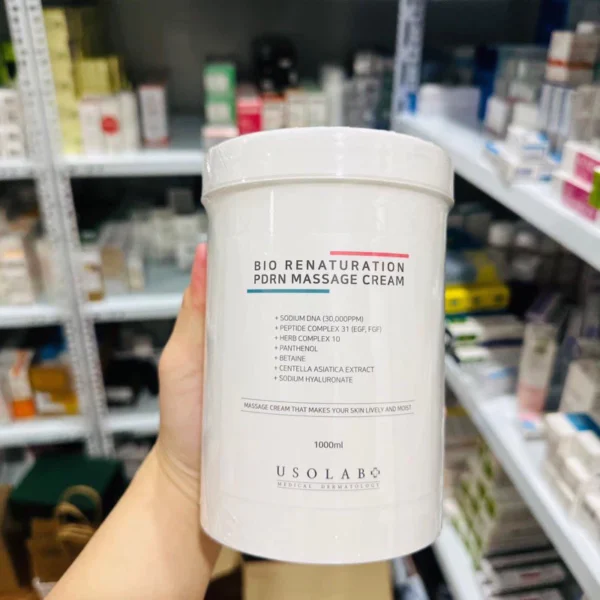 BIO RENATURATION
PDRN MASSAGE CREAM
+ SODIUM DNA (30,000PPM)
+ PEPTIDE COMPLEX 31 (EGF, FGF)
+ HERB COMPLEX 10
+ PANTHENOL
+ BETAINE
+ CENTELLA ASIATICA EXTRACT
+ SODIUM HYALURONATE
MASSAGE CREAM THAT MAKES YOUR SKIN LIVELY AND MOIST
1000ml
USOLAB
MEDICAL DERMATOLOGY